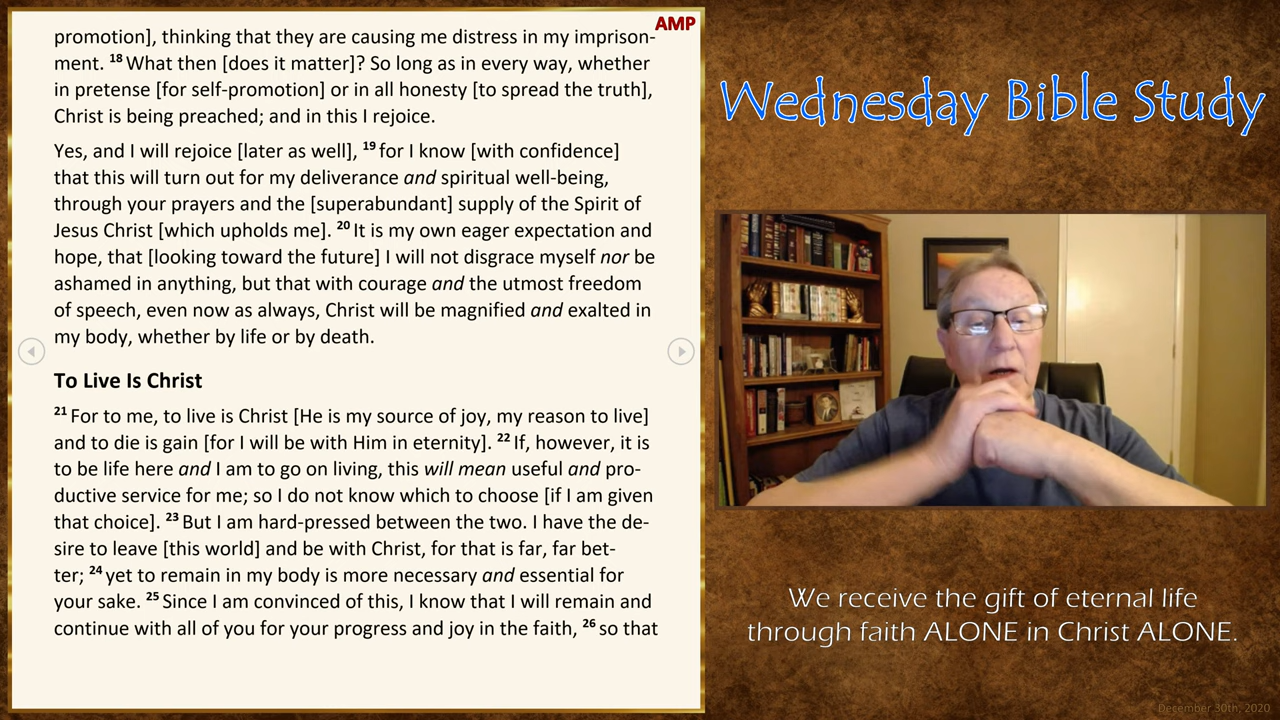 AMP
promotion], thinking that they are causing me distress in my imprison-
ment. 18 What then [does it matter]? So long as in every way, whether
in pretense [for self-promotion] or in all honesty [to spread the truth],
Christ is being preached; and in this I rejoice.
Yes, and I will rejoice [later as well], 19 for I know [with confidence]
that this will turn out for my deliverance and spiritual well-being,
through your prayers and the [superabundant] supply of the Spirit of
Jesus Christ [which upholds me]. 20 It is my own eager expectation and
hope, that [looking toward the future] I will not disgrace myself nor be
ashamed in anything, but that with courage and the utmost freedom
of speech, even now as always, Christ will be magnified and exalted in
my body, whether by life or by death.
To Live Is Christ
21 For to me, to live is Christ [He is my source of joy, my reason to live]
and to die is gain [for I will be with Him in eternity]. 22 If, however, it is
to be life here and I am to go on living, this will mean useful and pro-
ductive service for me; so I do not know which to choose [if I am given
that choice]. 23 But I am hard-pressed between the two. I have the de-
sire to leave [this world] and be with Christ, for that is far, far bet-
ter; 24 yet to remain in my body is more necessary and essential for
your sake. 25 Since I am convinced of this, I know that I will remain and
continue with all of you for your progress and joy in the faith, 26 so that
Wednesday Bible Study
We receive the gift of eternal life
through faith ALONE in Christ ALONE.
December 30th, 2020